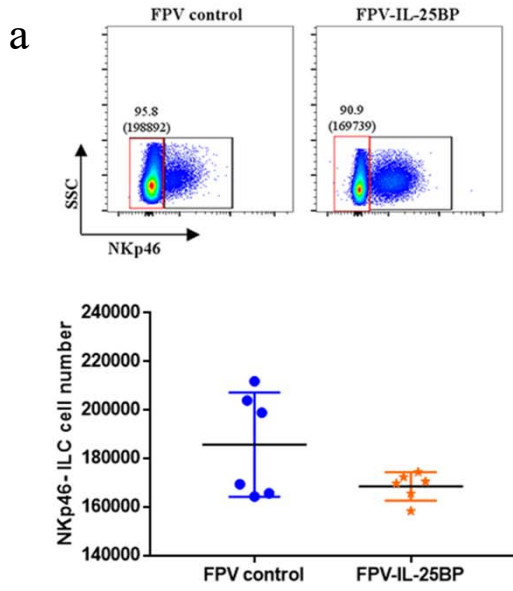 a
FPV control
FPV-IL-25BP
95.8
(198892)
90.9
(169739)
SSC
NKp46
NKp46- ILC cell number
240000
220000
200000
180000
160000
140000
FPV control
FPV-IL-25BP